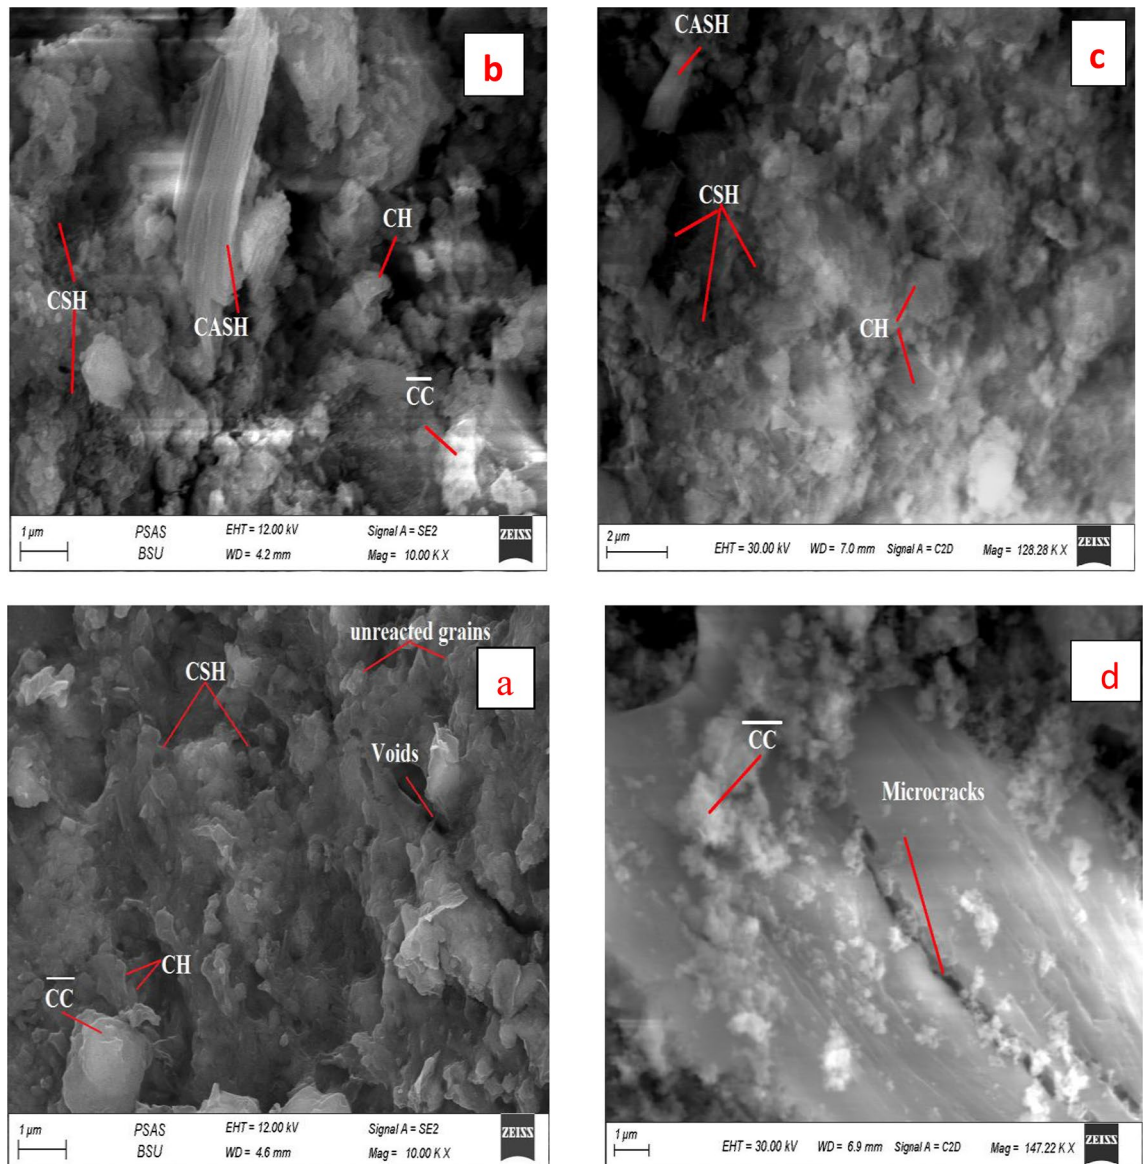 b
CH
CSH
CASH
CC
1 µm
PSAS
BSU
EHT = 12.00 kV
WD = 4.2 mm
Signal A = SE2
Mag = 10.00 K X
ZEISS
CASH
c
CSH
CH
2 µm
EHT = 30.00 kV
WD = 7.0 mm
Signal A = C2D
Mag = 128.28 K X
ZEISS
unreacted grains
CSH
a
Voids
CH
CC
1 µm
PSAS
BSU
EHT = 12.00 kV
WD = 4.6 mm
Signal A = SE2
Mag = 10.00 K X
ZEISS
d
CC
Microcracks
1 µm
EHT = 30.00 kV
WD = 6.9 mm
Signal A = C2D
Mag = 147.22 K X
ZEISS